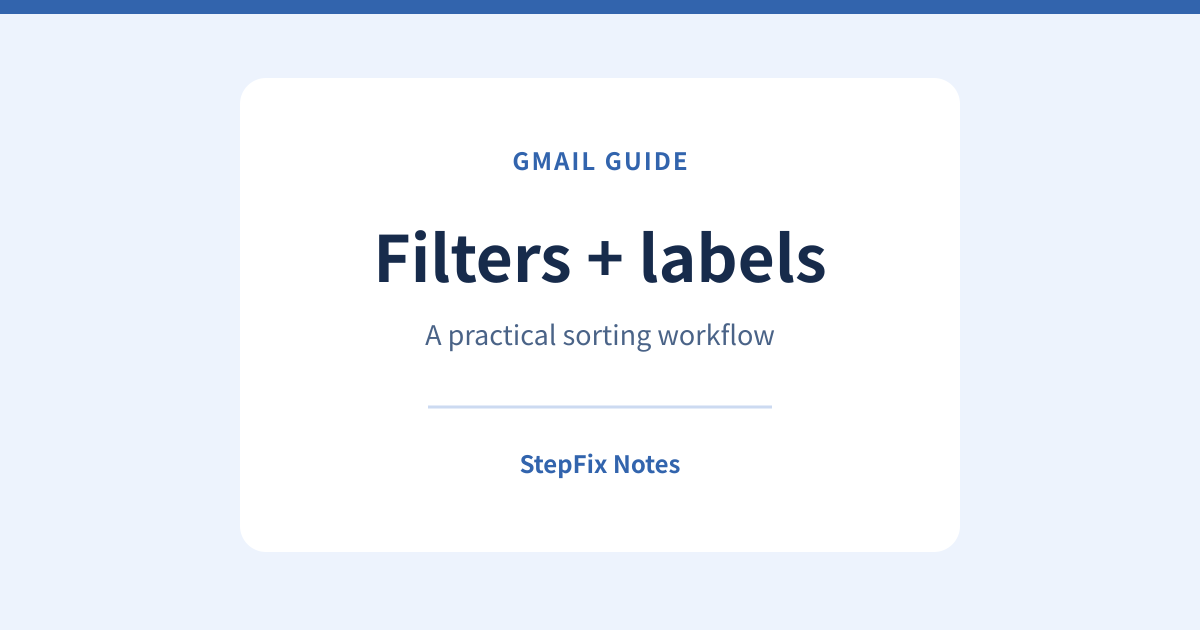 GMAIL GUIDE
Filters + labels
A practical sorting workflow
StepFix Notes